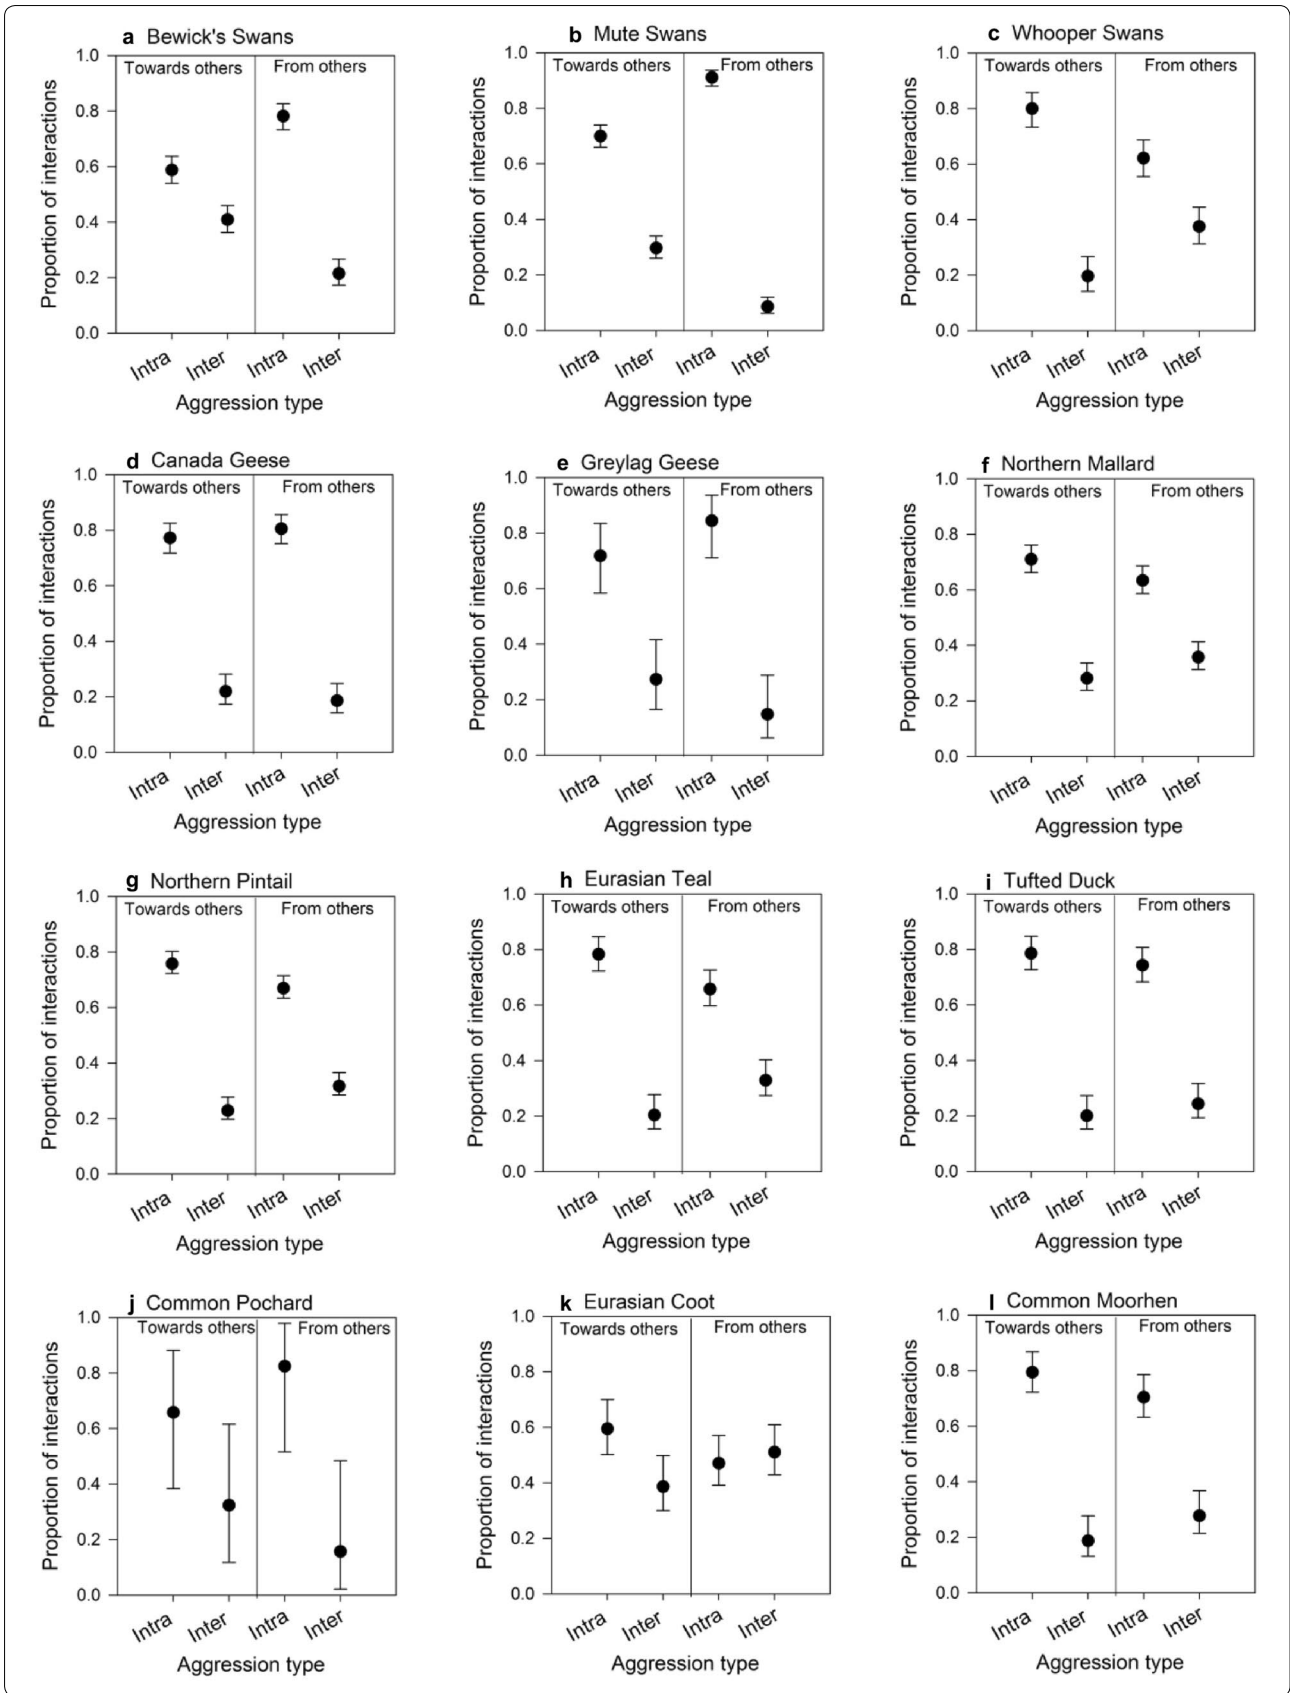 a Bewick's Swans
b Mute Swans
c Whooper Swans
Proportion of interactions
1.0
0.8
0.6
0.4
0.2
0.0
Towards others
From others
Intra
Inter
Intra
Inter
Aggression type
Proportion of interactions
1.0
0.8
0.6
0.4
0.2
0.0
Towards others
From others
Intra
Inter
Intra
Inter
Aggression type
Proportion of interactions
1.0
0.8
0.6
0.4
0.2
0.0
Towards others
From others
Intra
Inter
Intra
Inter
Aggression type
d Canada Geese
e Greylag Geese
f Northern Mallard
Proportion of interactions
1.0
0.8
0.6
0.4
0.2
0.0
Towards others
From others
Intra
Inter
Intra
Inter
Aggression type
Proportion of interactions
1.0
0.8
0.6
0.4
0.2
0.0
Towards others
From others
Intra
Inter
Intra
Inter
Aggression type
Proportion of interactions
1.0
0.8
0.6
0.4
0.2
0.0
Towards others
From others
Intra
Inter
Intra
Inter
Aggression type
g Northern Pintail
h Eurasian Teal
i Tufted Duck
Proportion of interactions
1.0
0.8
0.6
0.4
0.2
0.0
Towards others
From others
Intra
Inter
Intra
Inter
Aggression type
Proportion of interactions
1.0
0.8
0.6
0.4
0.2
0.0
Towards others
From others
Intra
Inter
Intra
Inter
Aggression type
Proportion of interactions
1.0
0.8
0.6
0.4
0.2
0.0
Towards others
From others
Intra
Inter
Intra
Inter
Aggression type
j Common Pochard
k Eurasian Coot
l Common Moorhen
Proportion of interactions
1.0
0.8
0.6
0.4
0.2
0.0
Towards others
From others
Intra
Inter
Intra
Inter
Aggression type
Proportion of interactions
1.0
0.8
0.6
0.4
0.2
0.0
Towards others
From others
Intra
Inter
Intra
Inter
Aggression type
Proportion of interactions
1.0
0.8
0.6
0.4
0.2
0.0
Towards others
From others
Intra
Inter
Intra
Inter
Aggression type